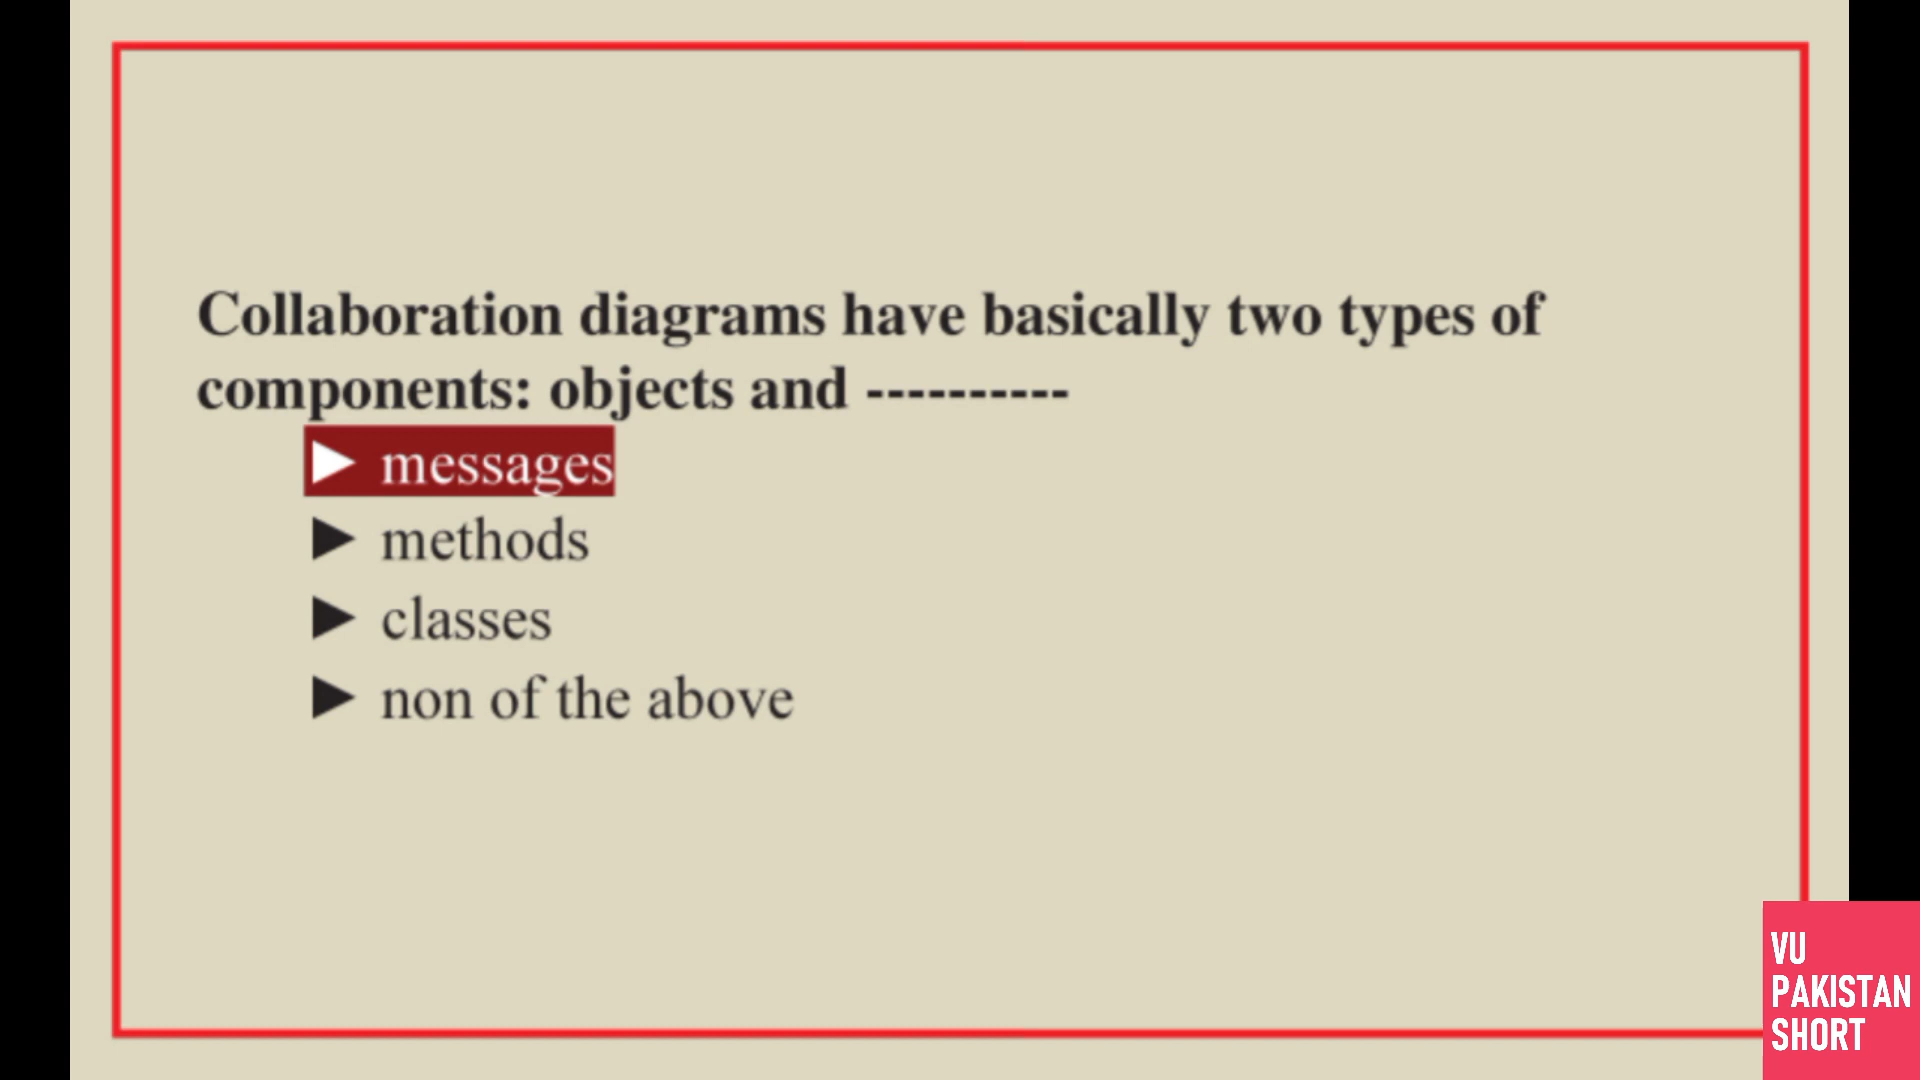 Collaboration diagrams have basically two types of
components: objects and ----------
► messages
► methods
► classes
► non of the above
VU
PAKISTAN
SHORT